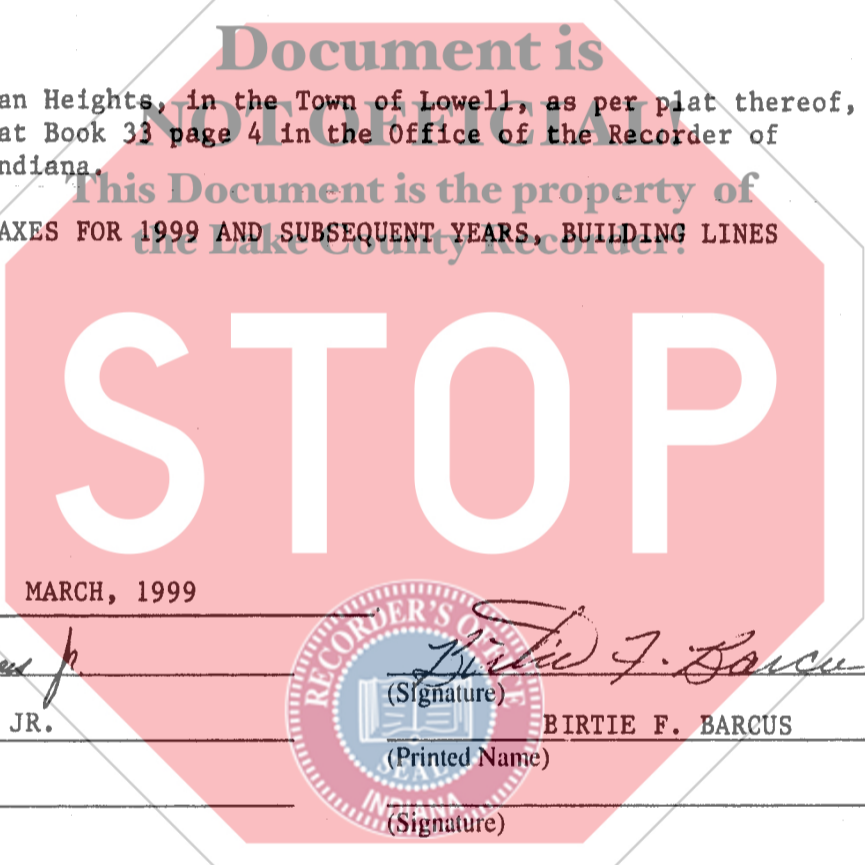 Document is
an Heights, in the Town of Lowell, as per plat thereof,
NOT OFFICIAL!
at Book 33 page 4 in the Office of the Recorder of
ndiana.
This Document is the property of
AXES FOR 1999 AND SUBSEQUENT YEARS, BUILDING LINES
the Lake County Recorder!
STOP
MARCH, 1999
RECORDER'S OFFICE
SEAL
INDIANA
Jr. Birtie F. Barcus
(Signature)
JR. BIRTIE F. BARCUS
(Printed Name)
(Signature)